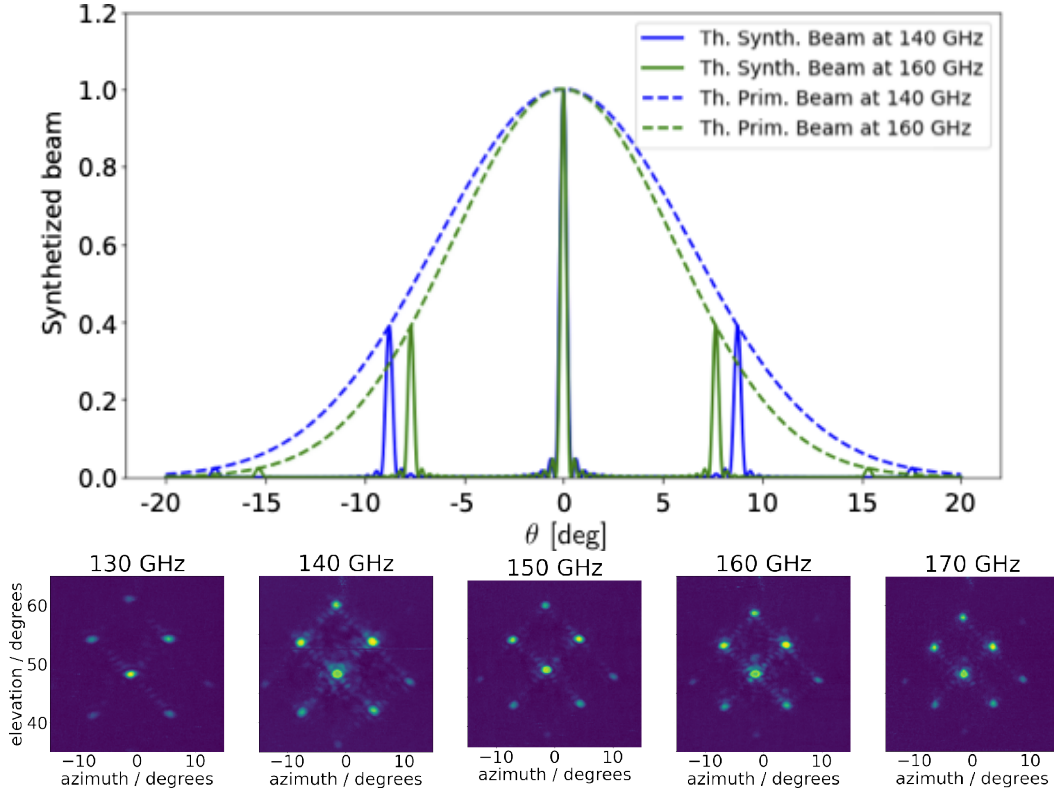 1.2
1.0
0.8
0.6
0.4
0.2
0.0
Synthetized beam
Th. Synth. Beam at 140 GHz
Th. Synth. Beam at 160 GHz
Th. Prim. Beam at 140 GHz
Th. Prim. Beam at 160 GHz
-20 -15 -10 -5 0 5 10 15 20
θ [deg]
130 GHz 140 GHz 150 GHz 160 GHz 170 GHz
60
50
40
elevation / degrees
−10 0 10 −10 0 10 −10 0 10 −10 0 10 −10 0 10
azimuth / degrees azimuth / degrees azimuth / degrees azimuth / degrees azimuth / degrees